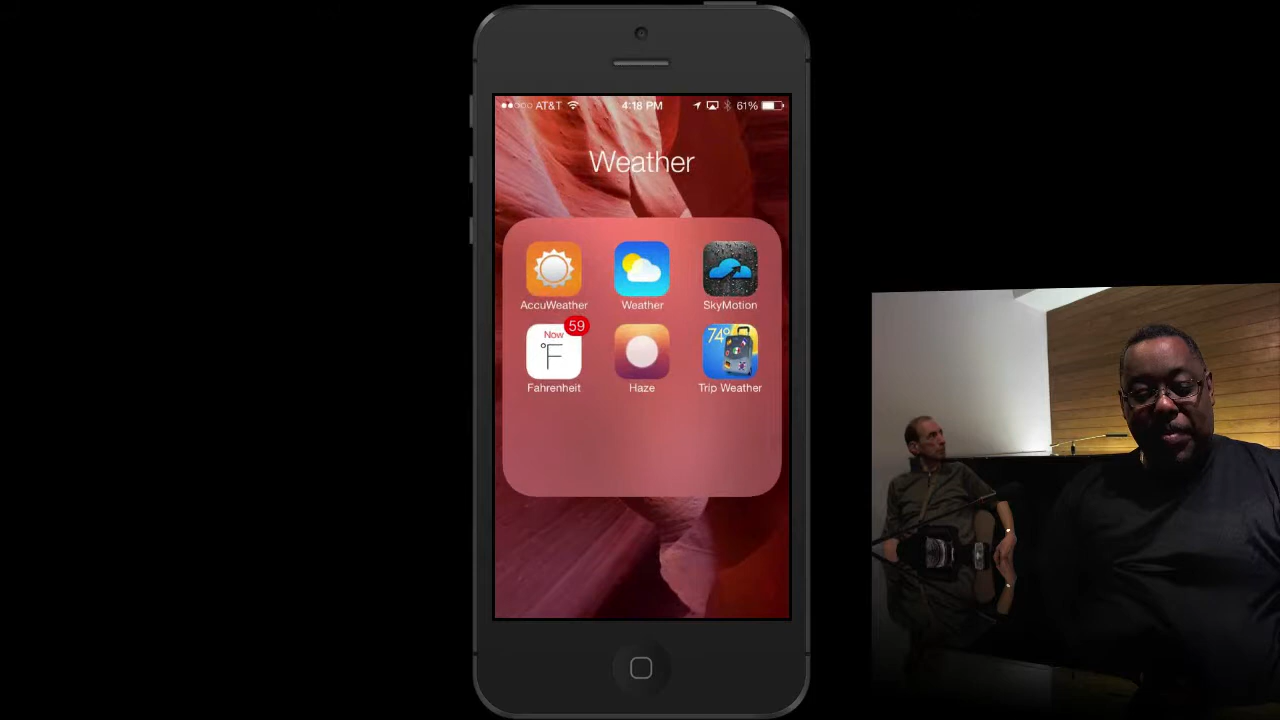 AT&T 4:18 PM 61%
Weather
AccuWeather Weather SkyMotion
59
Now 74°
°F
Fahrenheit Haze Trip Weather